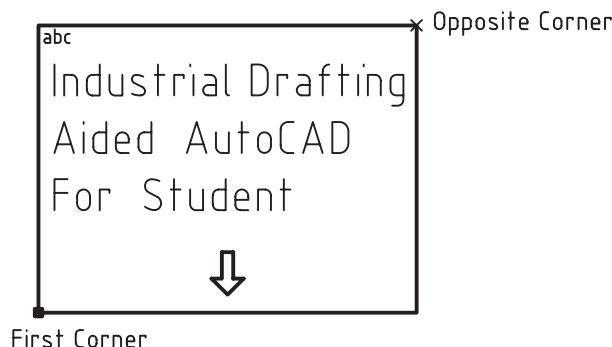 Opposite Corner
abc
Industrial Drafting
Aided AutoCAD
For Student
First Corner